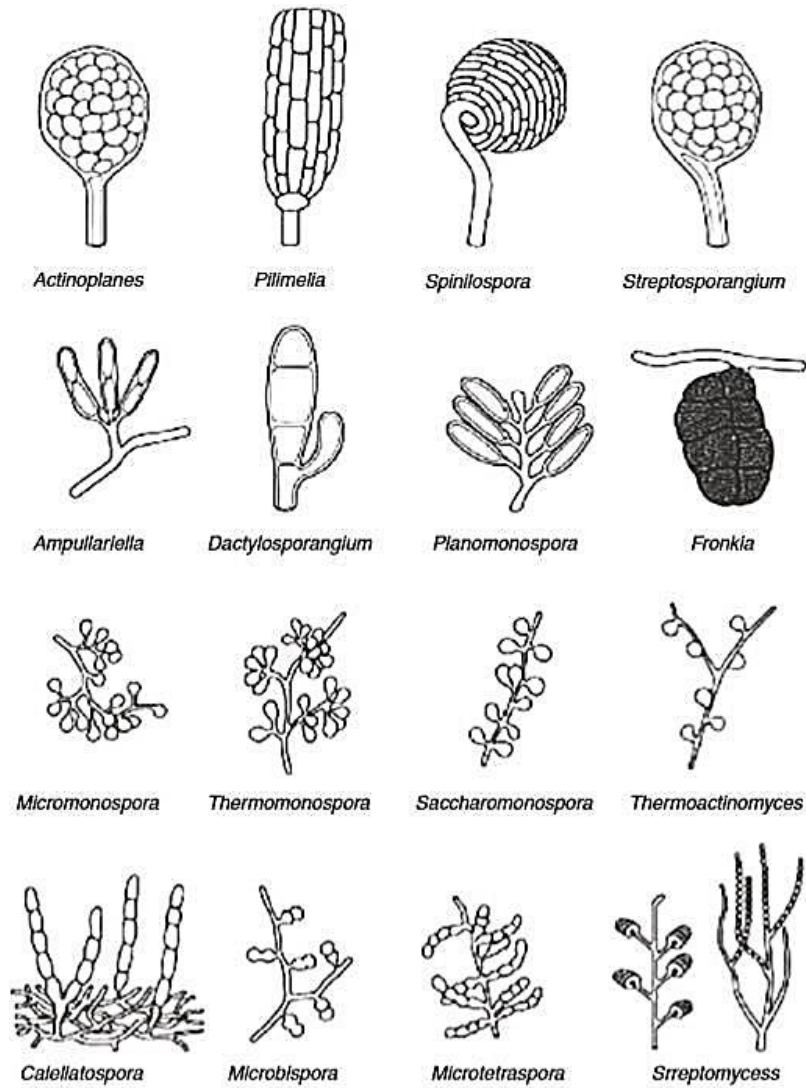 Actinoplanes
Pilimelia
Spinilospora
Streptosporangium
Ampullariella
Dactylosporangium
Planomonospora
Fronkia
Micromonospora
Thermomonospora
Saccharomonospora
Thermoactinomyces
Calellatospora
Microbispora
Microtetraspora
Srreptomycess